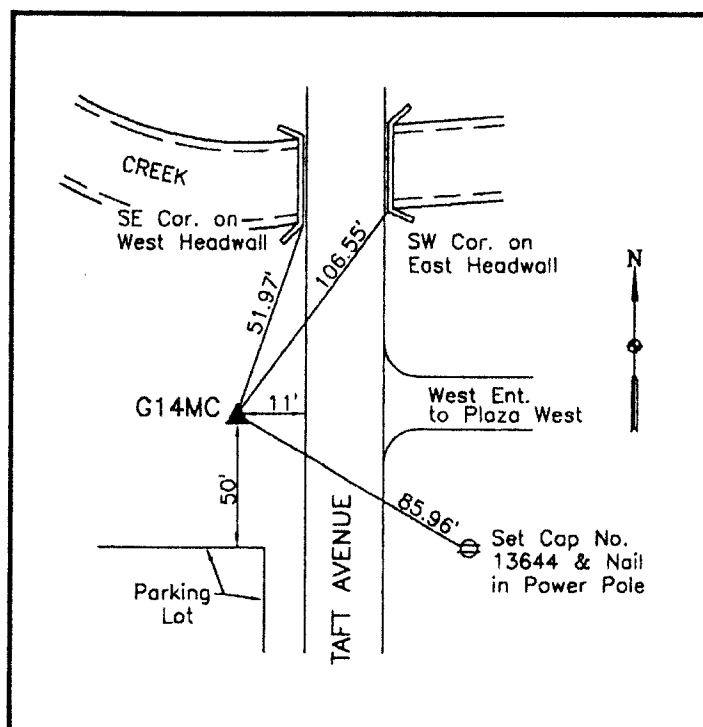 CREEK
SE Cor. on
West Headwall
51.97'
106.55'
SW Cor. on
East Headwall
N
G14MC
11'
West Ent.
to Plaza West
50'
85.96'
Set Cap No.
13644 & Nail
in Power Pole
Parking
Lot
TAFT AVENUE